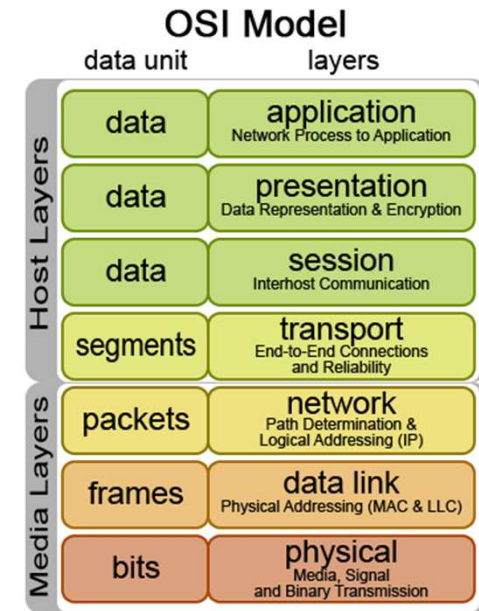 OSI Model
data unit layers
Host Layers
data application
Network Process to Application
data presentation
Data Representation & Encryption
data session
Interhost Communication
segments transport
End-to-End Connections
and Reliability
Media Layers
packets network
Path Determination &
Logical Addressing (IP)
frames data link
Physical Addressing (MAC & LLC)
bits physical
Media, Signal
and Binary Transmission